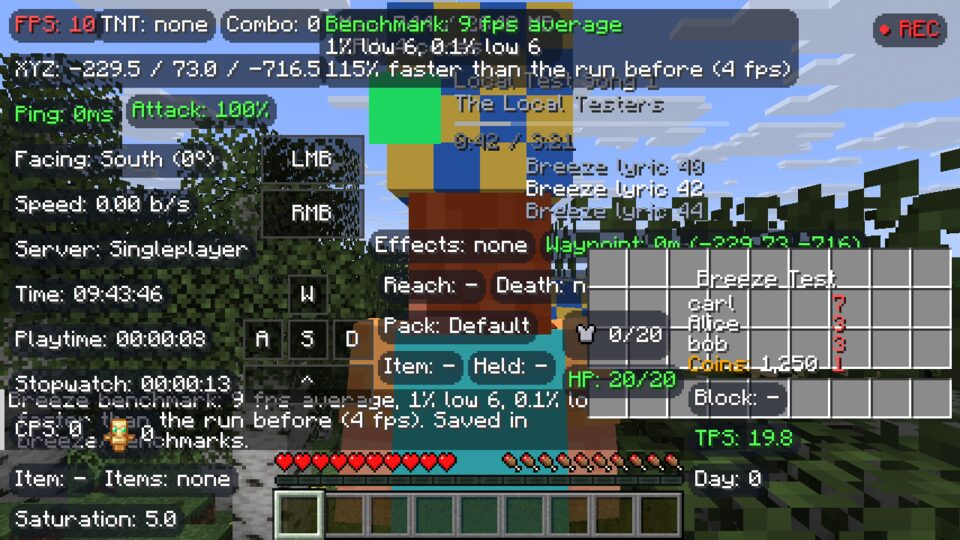 FPS: 10
TNT: none
Combo: 0
Benchmark: 9 fps average
1% low 6, 0.1% low 6
115% faster than the run before (4 fps)
REC
XYZ: -229.5 / 73.0 / -716.5
Local Test Song 1
The Local Testers
0:42 / 3:21
Ping: 0ms
Attack: 100%
Facing: South (0°)
LMB
Breeze lyric 40
Breeze lyric 42
Breeze lyric 44
Speed: 0.00 b/s
RMB
Server: Singleplayer
Effects: none
Waypoint 0m (-229 73 -716)
Time: 09:43:46
W
Reach: -
Death: n
Breeze Test
carl 7
Alice 3
bob 3
Coins: 1,250 1
Playtime: 00:00:08
A
S
D
Pack: Default
0/20
Item: -
Held: -
Stopwatch: 00:00:13
^
HP: 20/20
Block: -
Breeze benchmark: 9 fps average, 1% low 6, 0.1% lo
than the run before (4 fps). Saved in
CPS: 0
0
TPS: 19.8
Item: -
Items: none
Day: 0
Saturation: 5.0